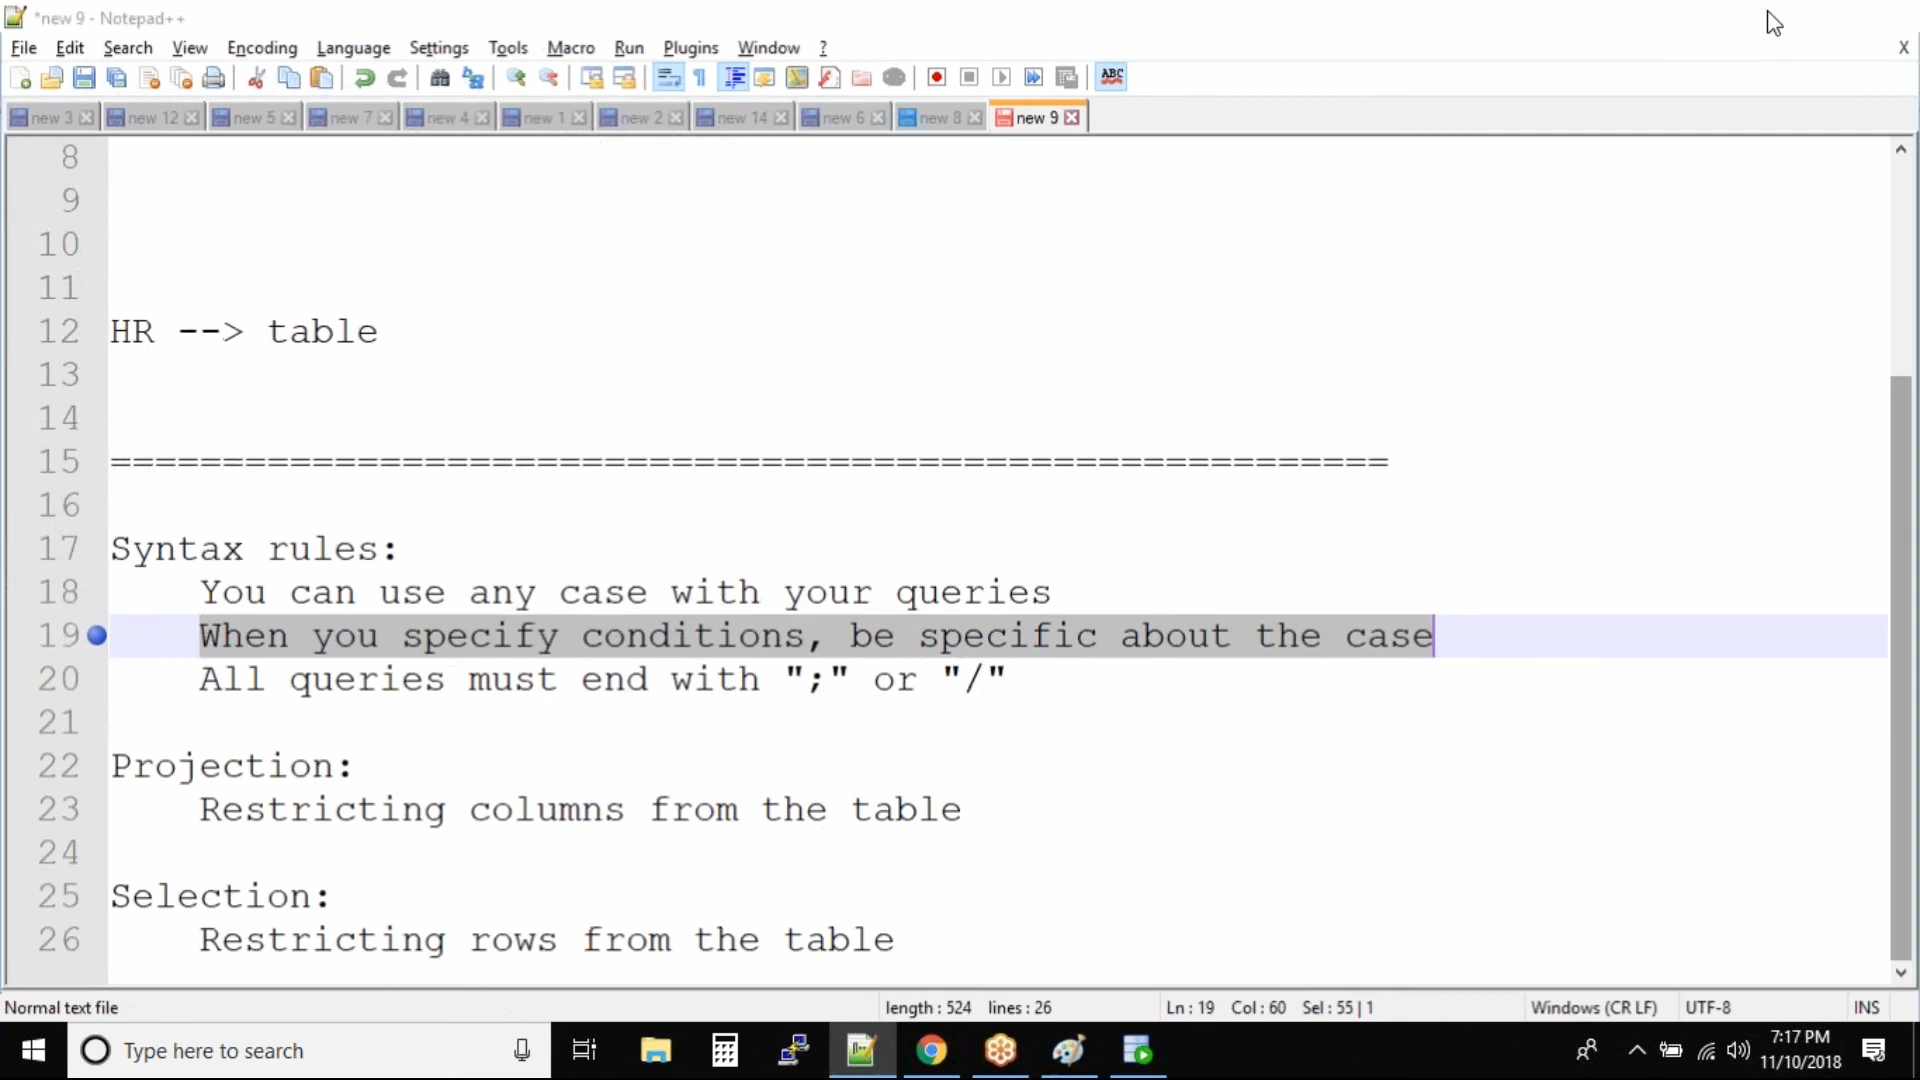 *new 9 - Notepad++
File Edit Search View Encoding Language Settings Tools Macro Run Plugins Window ? X
ABC
new 3 new 12 new 5 new 7 new 4 new 1 new 2 new 14 new 6 new 8 new 9
8
9
10
11
12 HR --> table
13
14
15 =========================================================
16
17 Syntax rules:
18 You can use any case with your queries
19 When you specify conditions, be specific about the case
20 All queries must end with ";" or "/"
21
22 Projection:
23 Restricting columns from the table
24
25 Selection:
26 Restricting rows from the table
Normal text file length : 524 lines : 26 Ln : 19 Col : 60 Sel : 55 | 1 Windows (CR LF) UTF-8 INS
Type here to search
7:17 PM
11/10/2018